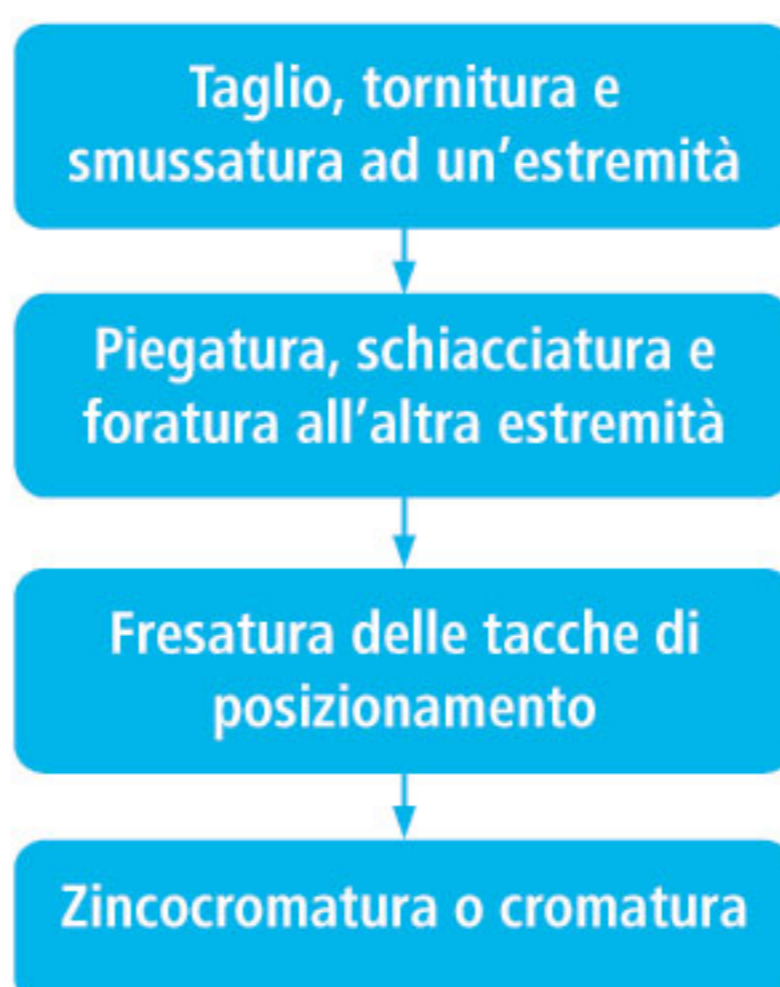 Taglio, tornitura e
smussatura ad un’estremità
Piegatura, schiacciatura e
foratura all’altra estremità
Fresatura delle tacche di
posizionamento
Zincocromatura o cromatura